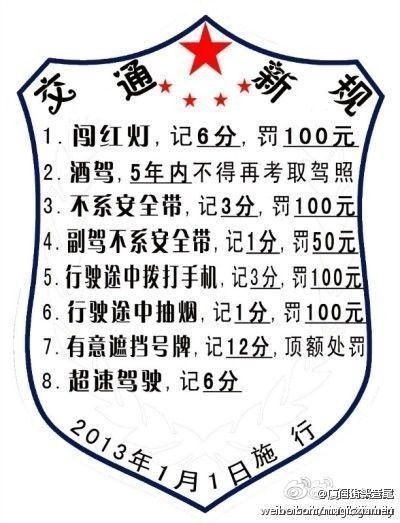 交通新规
1. 闯红灯,记6分,罚100元
2. 酒驾,5年内不得再考取驾照
3. 不系安全带,记3分,罚100元
4. 副驾不系安全带,记1分,罚50元
5. 行驶途中拨打手机,记3分,罚100元
6. 行驶途中抽烟,记1分,罚100元
7. 有意遮挡号牌,记12分,顶额处罚
8. 超速驾驶,记6分
2013年1月1日施行